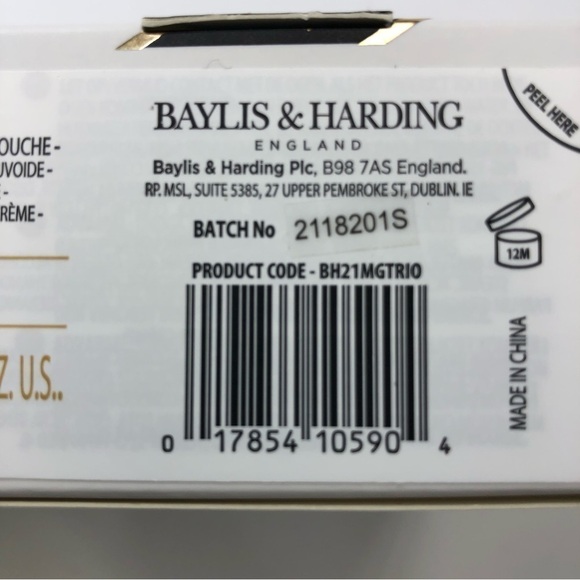 OUCHE-
UVOIDE-
E-
RÈME-
Z. U.S..
BAYLIS & HARDING
ENGLAND
Baylis & Harding Plc, B98 7AS England.
RP. MSL, SUITE 5385, 27 UPPER PEMBROKE ST, DUBLIN. IE
BATCH No 2118201S
PRODUCT CODE - BH21MGTRIO
0 17854 10590 4
PEEL HERE
12M
MADE IN CHINA